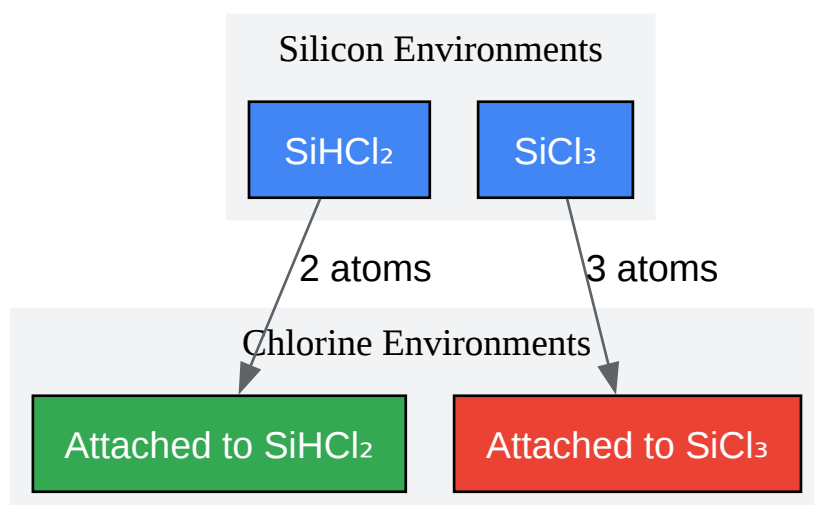 Silicon Environments
SiHCl₂
SiCl₃
2 atoms
3 atoms
Chlorine Environments
Attached to SiHCl₂
Attached to SiCl₃